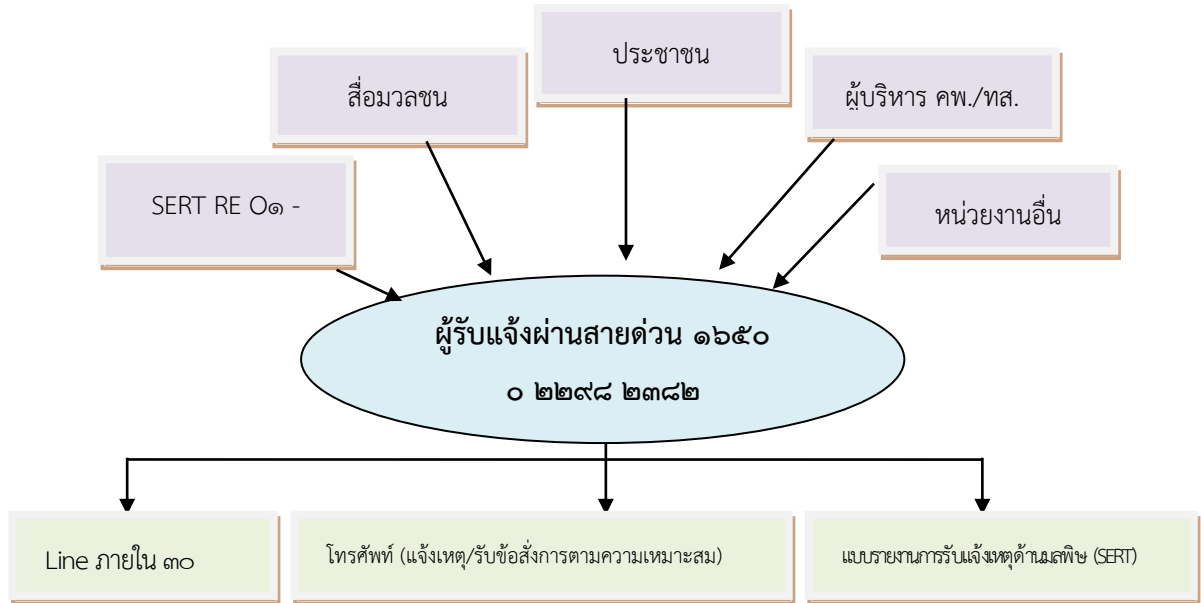 ประชาชน
สื่อมวลชน
ผู้บริหาร คพ./ทส.
SERT RE O๑ -
หน่วยงานอื่น
ผู้รับแจ้งผ่านสายด่วน ๑๖๕๐
๐ ๒๒๙๘ ๒๓๘๒
Line ภายใน ๓๐
โทรศัพท์ (แจ้งเหตุ/รับข้อสั่งการตามความเหมาะสม)
แบบรายงานการรับแจ้งเหตุด้านมลพิษ (SERT)